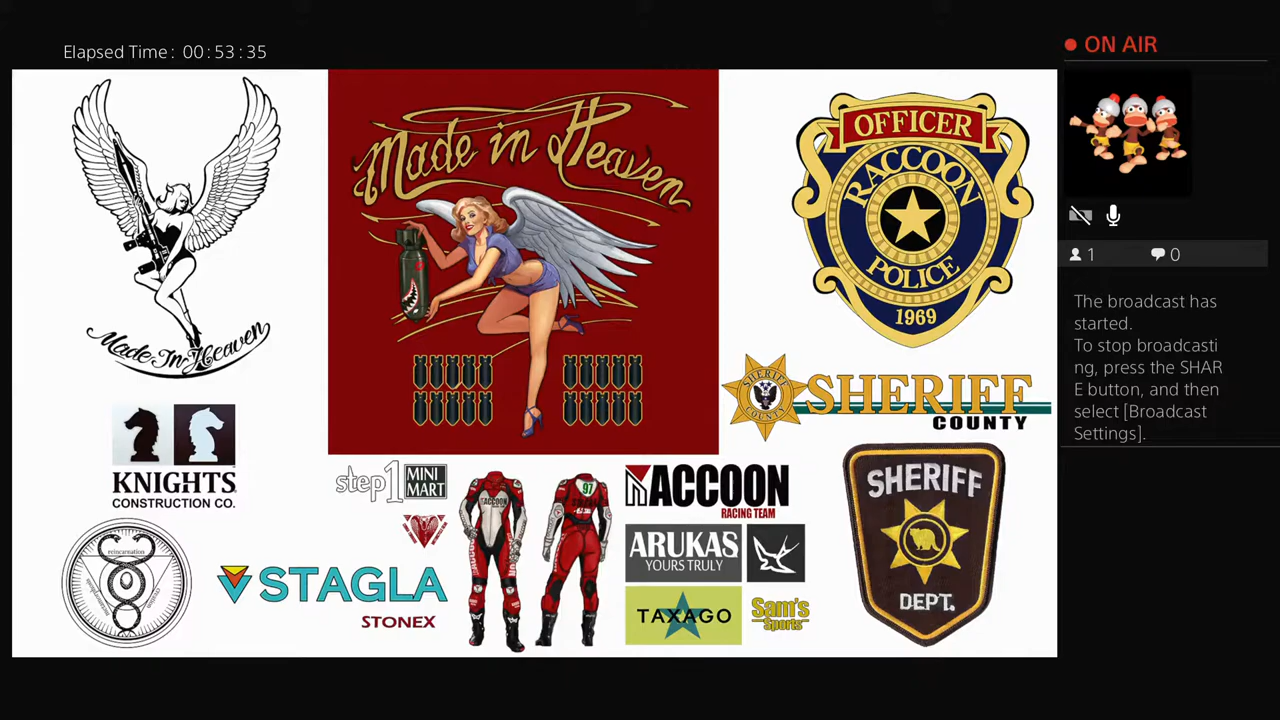 Elapsed Time: 00:53:35
ON AIR
Made in Heaven
OFFICER
RACCOON
POLICE
1969
Made In Heaven
SHERIFF
COUNTY
SHERIFF
COUNTY
KNIGHTS
CONSTRUCTION CO.
step1 MINI
MART
RACCOON
97
RACCOON
RACING TEAM
SHERIFF
DEPT.
reincarnation
STAGLA
STONEX
ARUKAS
YOURS TRULY
TAXAGO
Sam's
Sports
1
0
The broadcast has
started.
To stop broadcasti
ng, press the SHAR
E button, and then
select [Broadcast
Settings].